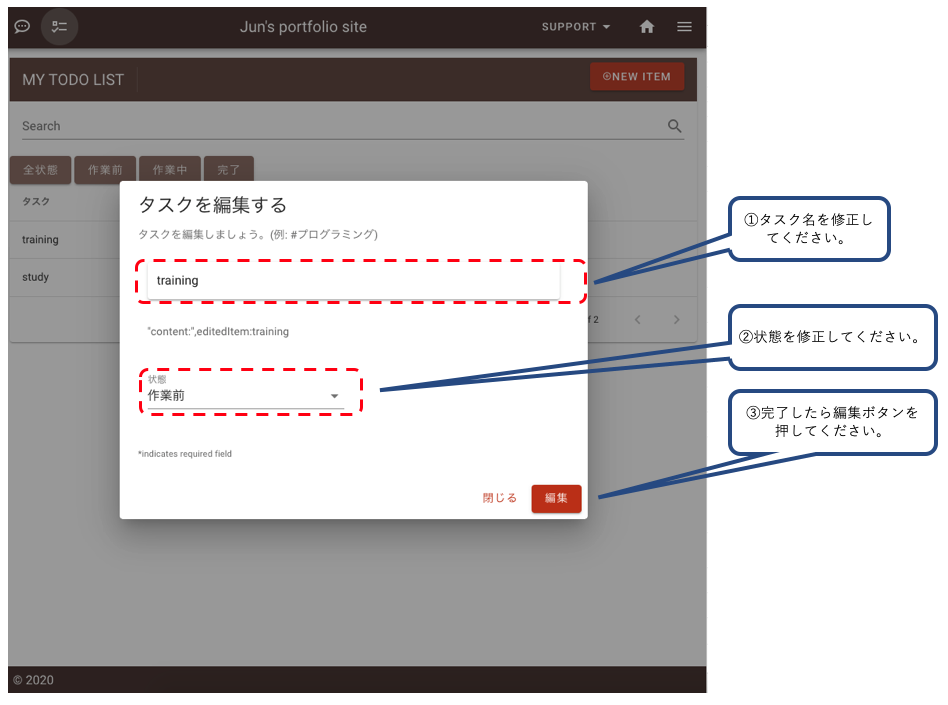 Jun's portfolio site
SUPPORT
MY TODO LIST
NEW ITEM
Search
全状態
作業前
作業中
完了
タスク
training
study
タスクを編集する
タスクを編集しましょう。(例: #プログラミング)
training
"content:",editedItem:training
状態
作業前
*indicates required field
閉じる
編集
f 2
①タスク名を修正し
てください。
②状態を修正してください。
③完了したら編集ボタンを
押してください。
© 2020